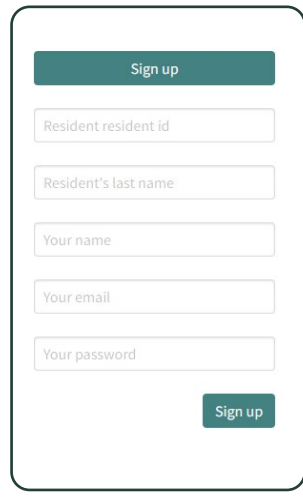 Sign up
Resident resident id
Resident's last name
Your name
Your email
Your password
Sign up